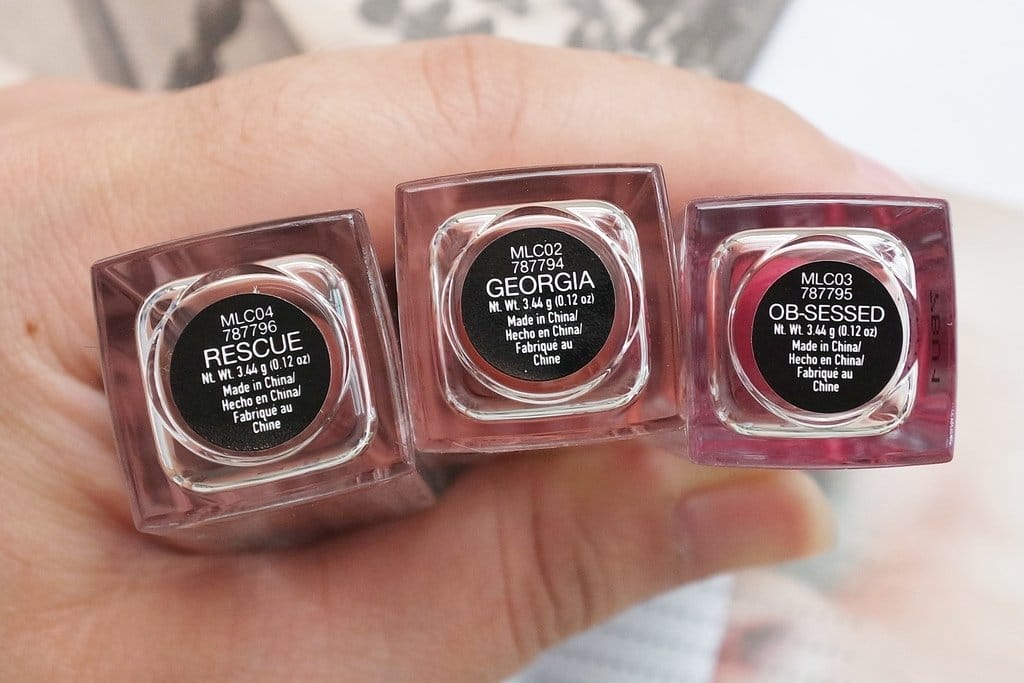 MLC04
787796
RESCUE
Nt. Wt. 3.44 g (0.12 oz)
Made in China/
Hecho en China/
Fabriqué au
Chine
MLC02
787794
GEORGIA
Nt. Wt. 3.44 g (0.12 oz)
Made in China/
Hecho en China/
Fabriqué au
Chine
MLC03
787795
OB-SESSED
Nt. Wt. 3.44 g (0.12 oz)
Made in China/
Hecho en China/
Fabriqué au
Chine